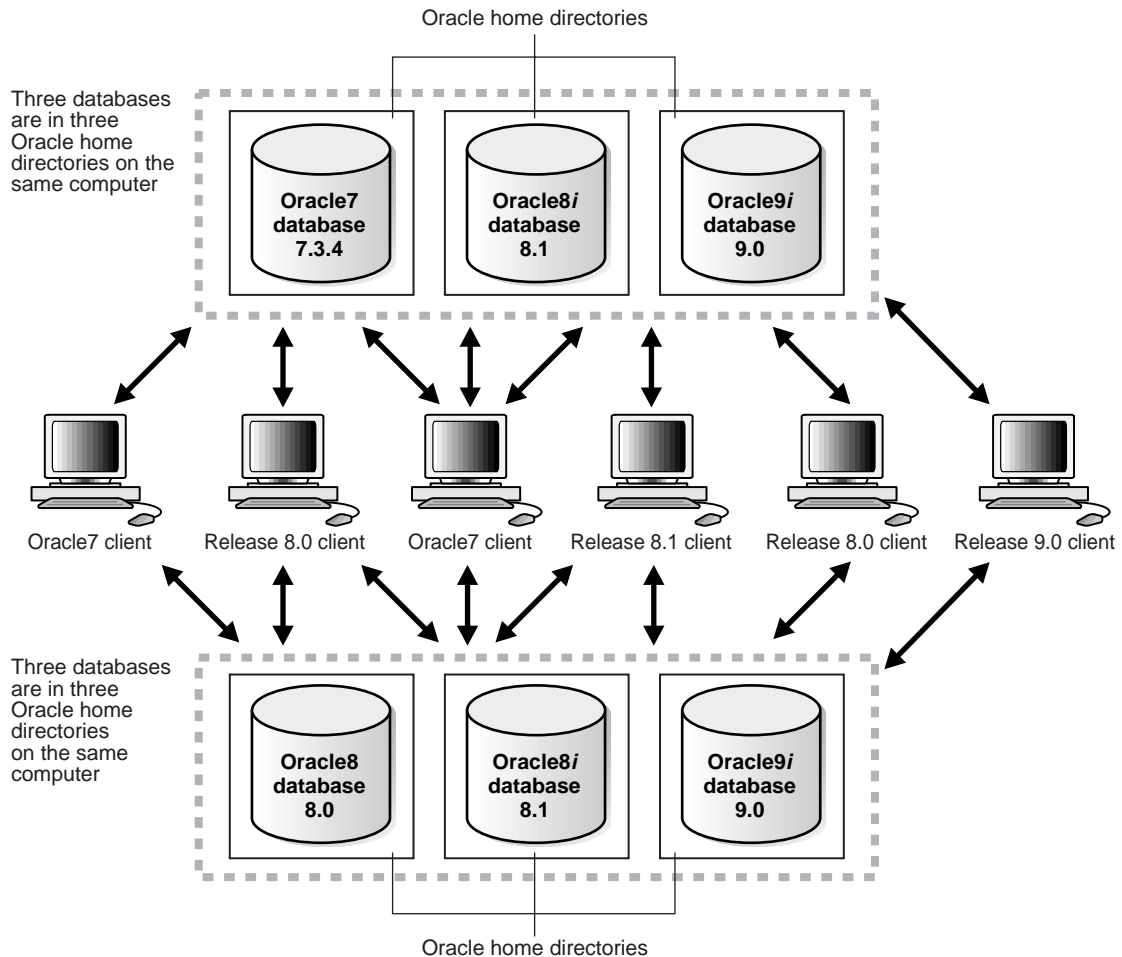 Oracle home directories
Three databases
are in three
Oracle home
directories on the
same computer
Oracle7
database
7.3.4
Oracle8i
database
8.1
Oracle9i
database
9.0
Oracle7 client
Release 8.0 client
Oracle7 client
Release 8.1 client
Release 8.0 client
Release 9.0 client
Three databases
are in three
Oracle home
directories
on the same
computer
Oracle8
database
8.0
Oracle8i
database
8.1
Oracle9i
database
9.0
Oracle home directories